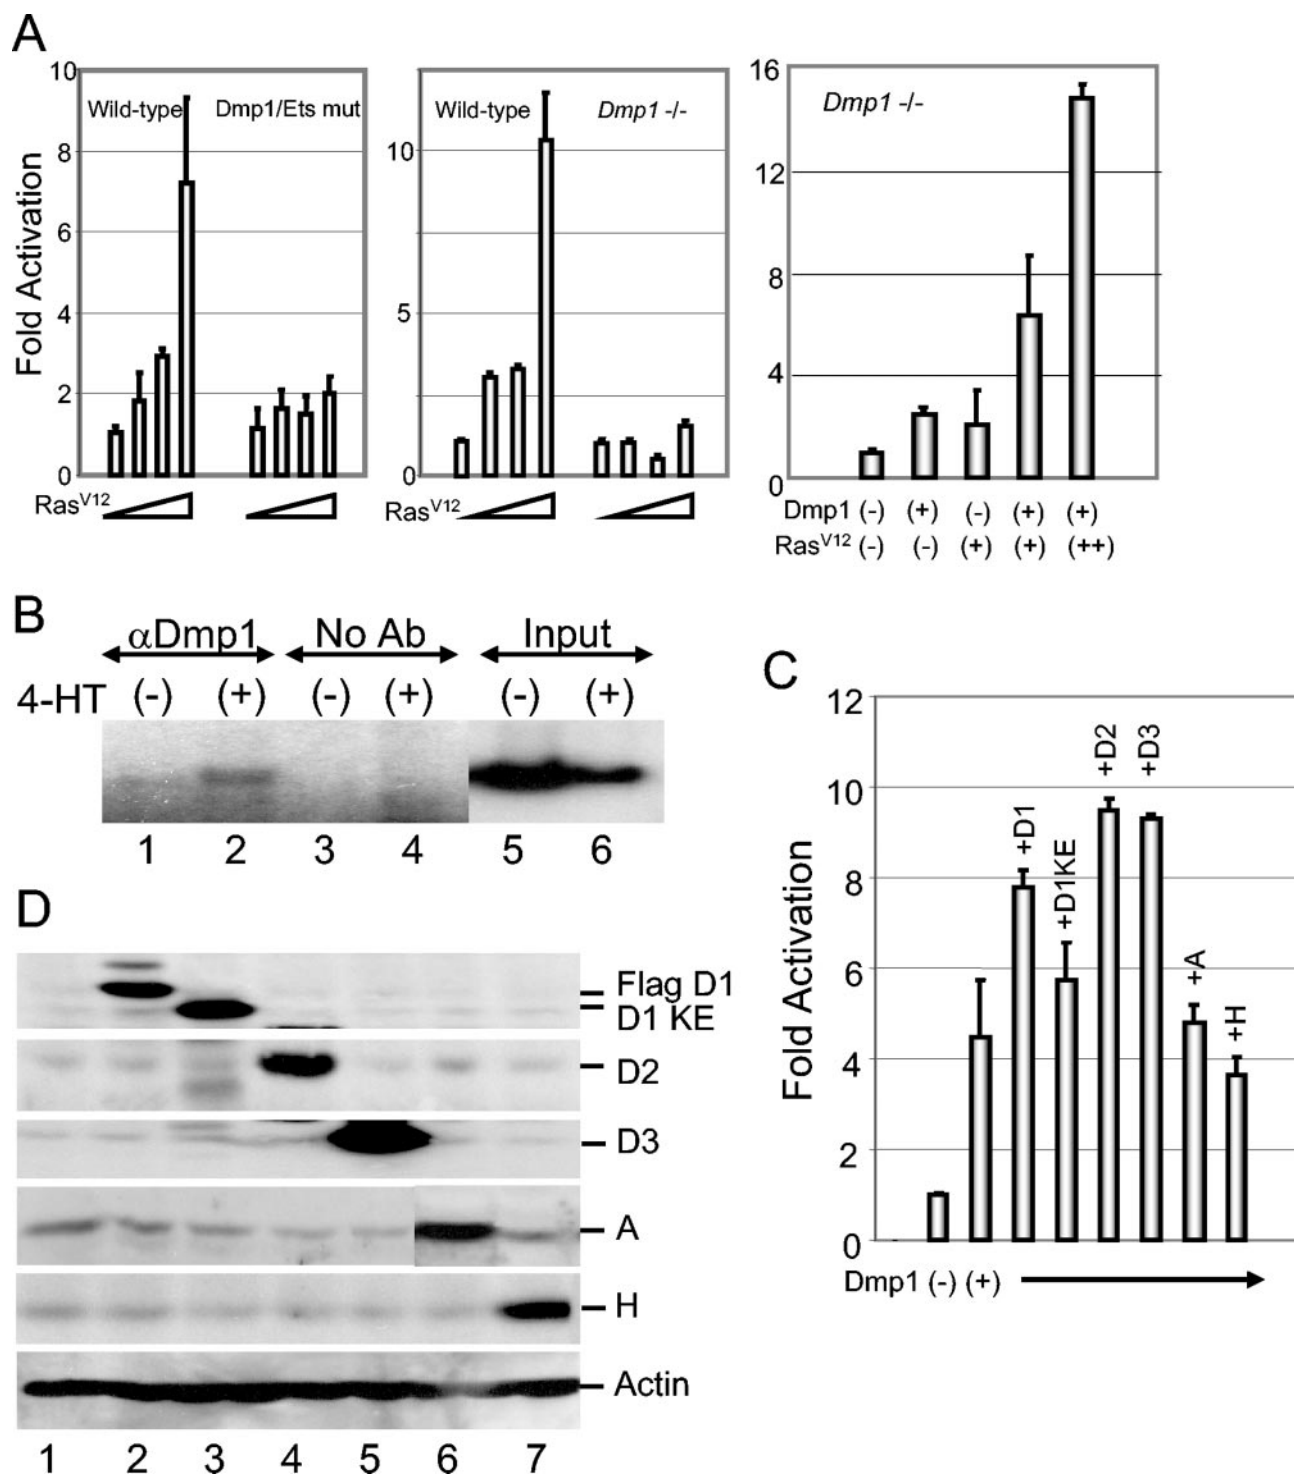 A
10
8
6
4
2
0
Fold Activation
Wild-type Dmp1/Ets mut
Ras^V12
10
5
0
Wild-type Dmp1 -/-
Ras^V12
16
12
8
4
0
Dmp1 -/-
Dmp1 (-) (+) (-) (+) (+)
Ras^V12 (-) (-) (+) (+) (++)
B
αDmp1 No Ab Input
4-HT (-) (+) (-) (+) (-) (+)
1 2 3 4 5 6
C
12
10
8
6
4
2
0
Fold Activation
+D1
+D1KE
+D2
+D3
+A
+H
Dmp1 (-) (+)
D
Flag D1
D1 KE
D2
D3
A
H
Actin
1 2 3 4 5 6 7